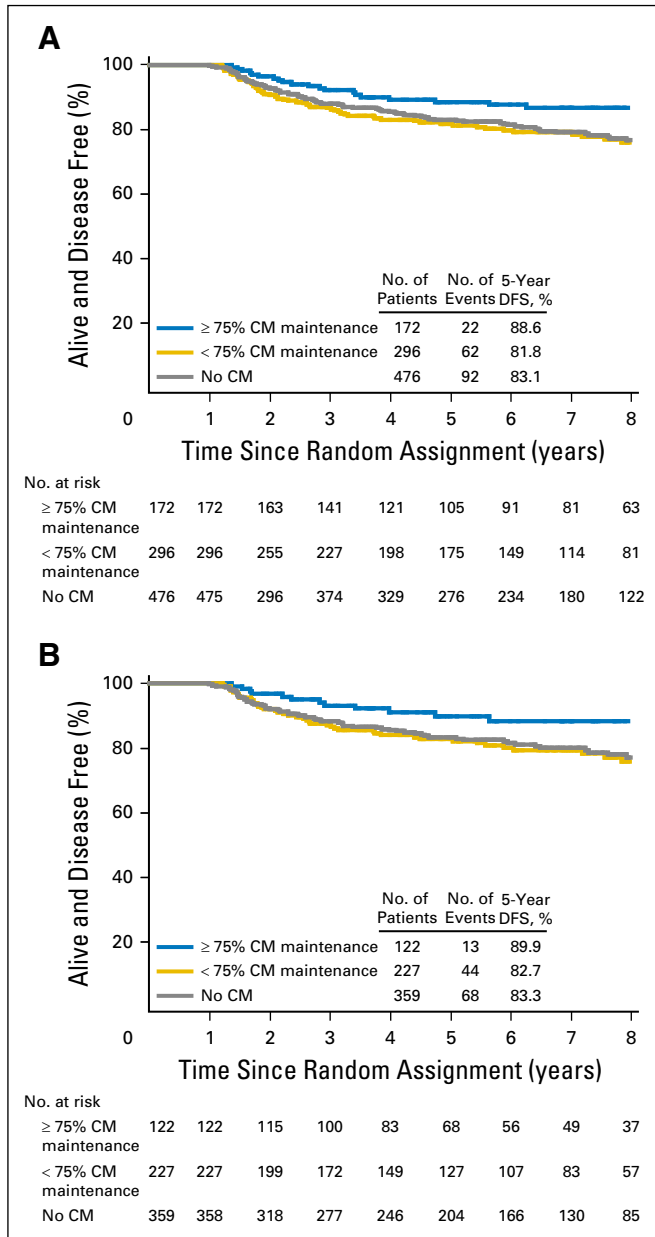 A
Alive and Disease Free (%)
100
80
60
40
20
0
No. of No. of 5-Year
Patients Events DFS, %
≥ 75% CM maintenance 172 22 88.6
< 75% CM maintenance 296 62 81.8
No CM 476 92 83.1
1 2 3 4 5 6 7 8
Time Since Random Assignment (years)
No. at risk
≥ 75% CM 172 172 163 141 121 105 91 81 63
maintenance
< 75% CM 296 296 255 227 198 175 149 114 81
maintenance
No CM 476 475 296 374 329 276 234 180 122
B
Alive and Disease Free (%)
100
80
60
40
20
0
No. of No. of 5-Year
Patients Events DFS, %
≥ 75% CM maintenance 122 13 89.9
< 75% CM maintenance 227 44 82.7
No CM 359 68 83.3
1 2 3 4 5 6 7 8
Time Since Random Assignment (years)
No. at risk
≥ 75% CM 122 122 115 100 83 68 56 49 37
maintenance
< 75% CM 227 227 199 172 149 127 107 83 57
maintenance
No CM 359 358 318 277 246 204 166 130 85